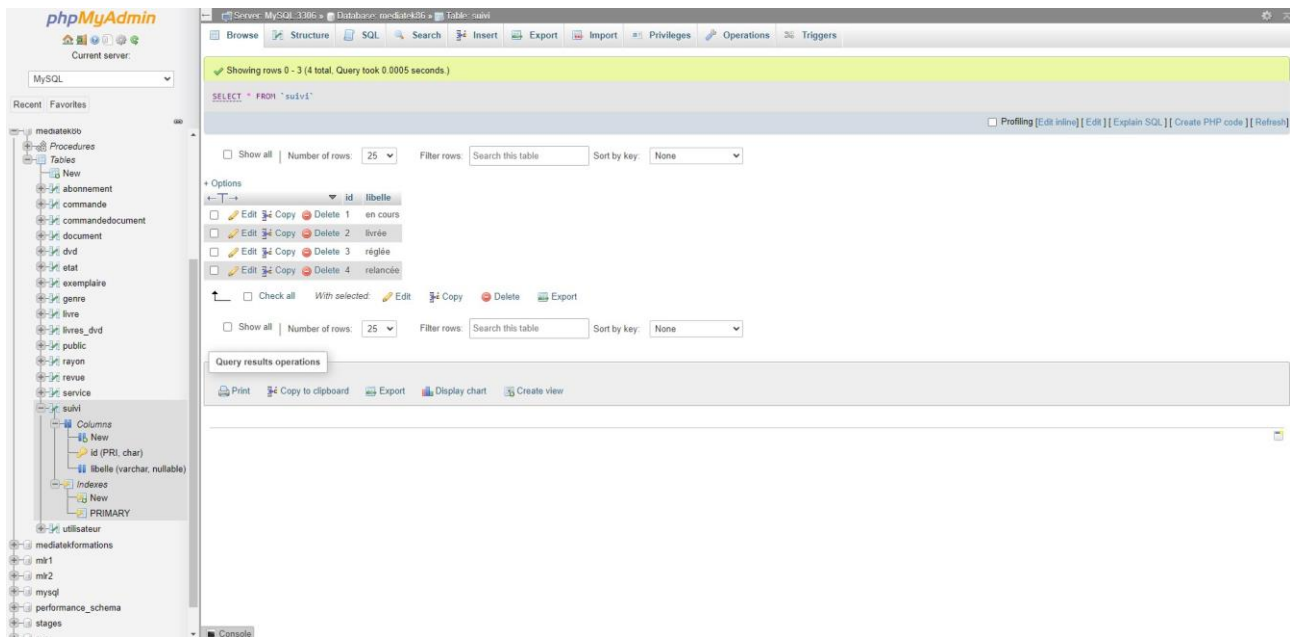 phpMyAdmin
Current server:
MySQL
Recent Favorites
mediatek86
Procedures
Tables
New
abonnement
commande
commandedocument
document
dvd
etat
exemplaire
genre
livre
livres_dvd
public
rayon
revue
service
suivi
Columns
New
id (PRI, char)
libelle (varchar, nullable)
Indexes
New
PRIMARY
utilisateur
mediatekformations
mlr1
mlr2
mysql
performance_schema
stages
Server: MySQL:3306 » Database: mediatek86 » Table: suivi
Browse Structure SQL Search Insert Export Import Privileges Operations Triggers
Showing rows 0 - 3 (4 total, Query took 0.0005 seconds.)
SELECT * FROM `suivi`
Profiling [Edit inline] [ Edit ] [ Explain SQL ] [ Create PHP code ] [ Refresh]
Show all | Number of rows: 25 Filter rows: Search this table Sort by key: None
+ Options
←T→ id libelle
Edit Copy Delete 1 en cours
Edit Copy Delete 2 livrée
Edit Copy Delete 3 réglée
Edit Copy Delete 4 relancée
Check all With selected: Edit Copy Delete Export
Show all | Number of rows: 25 Filter rows: Search this table Sort by key: None
Query results operations
Print Copy to clipboard Export Display chart Create view
Console